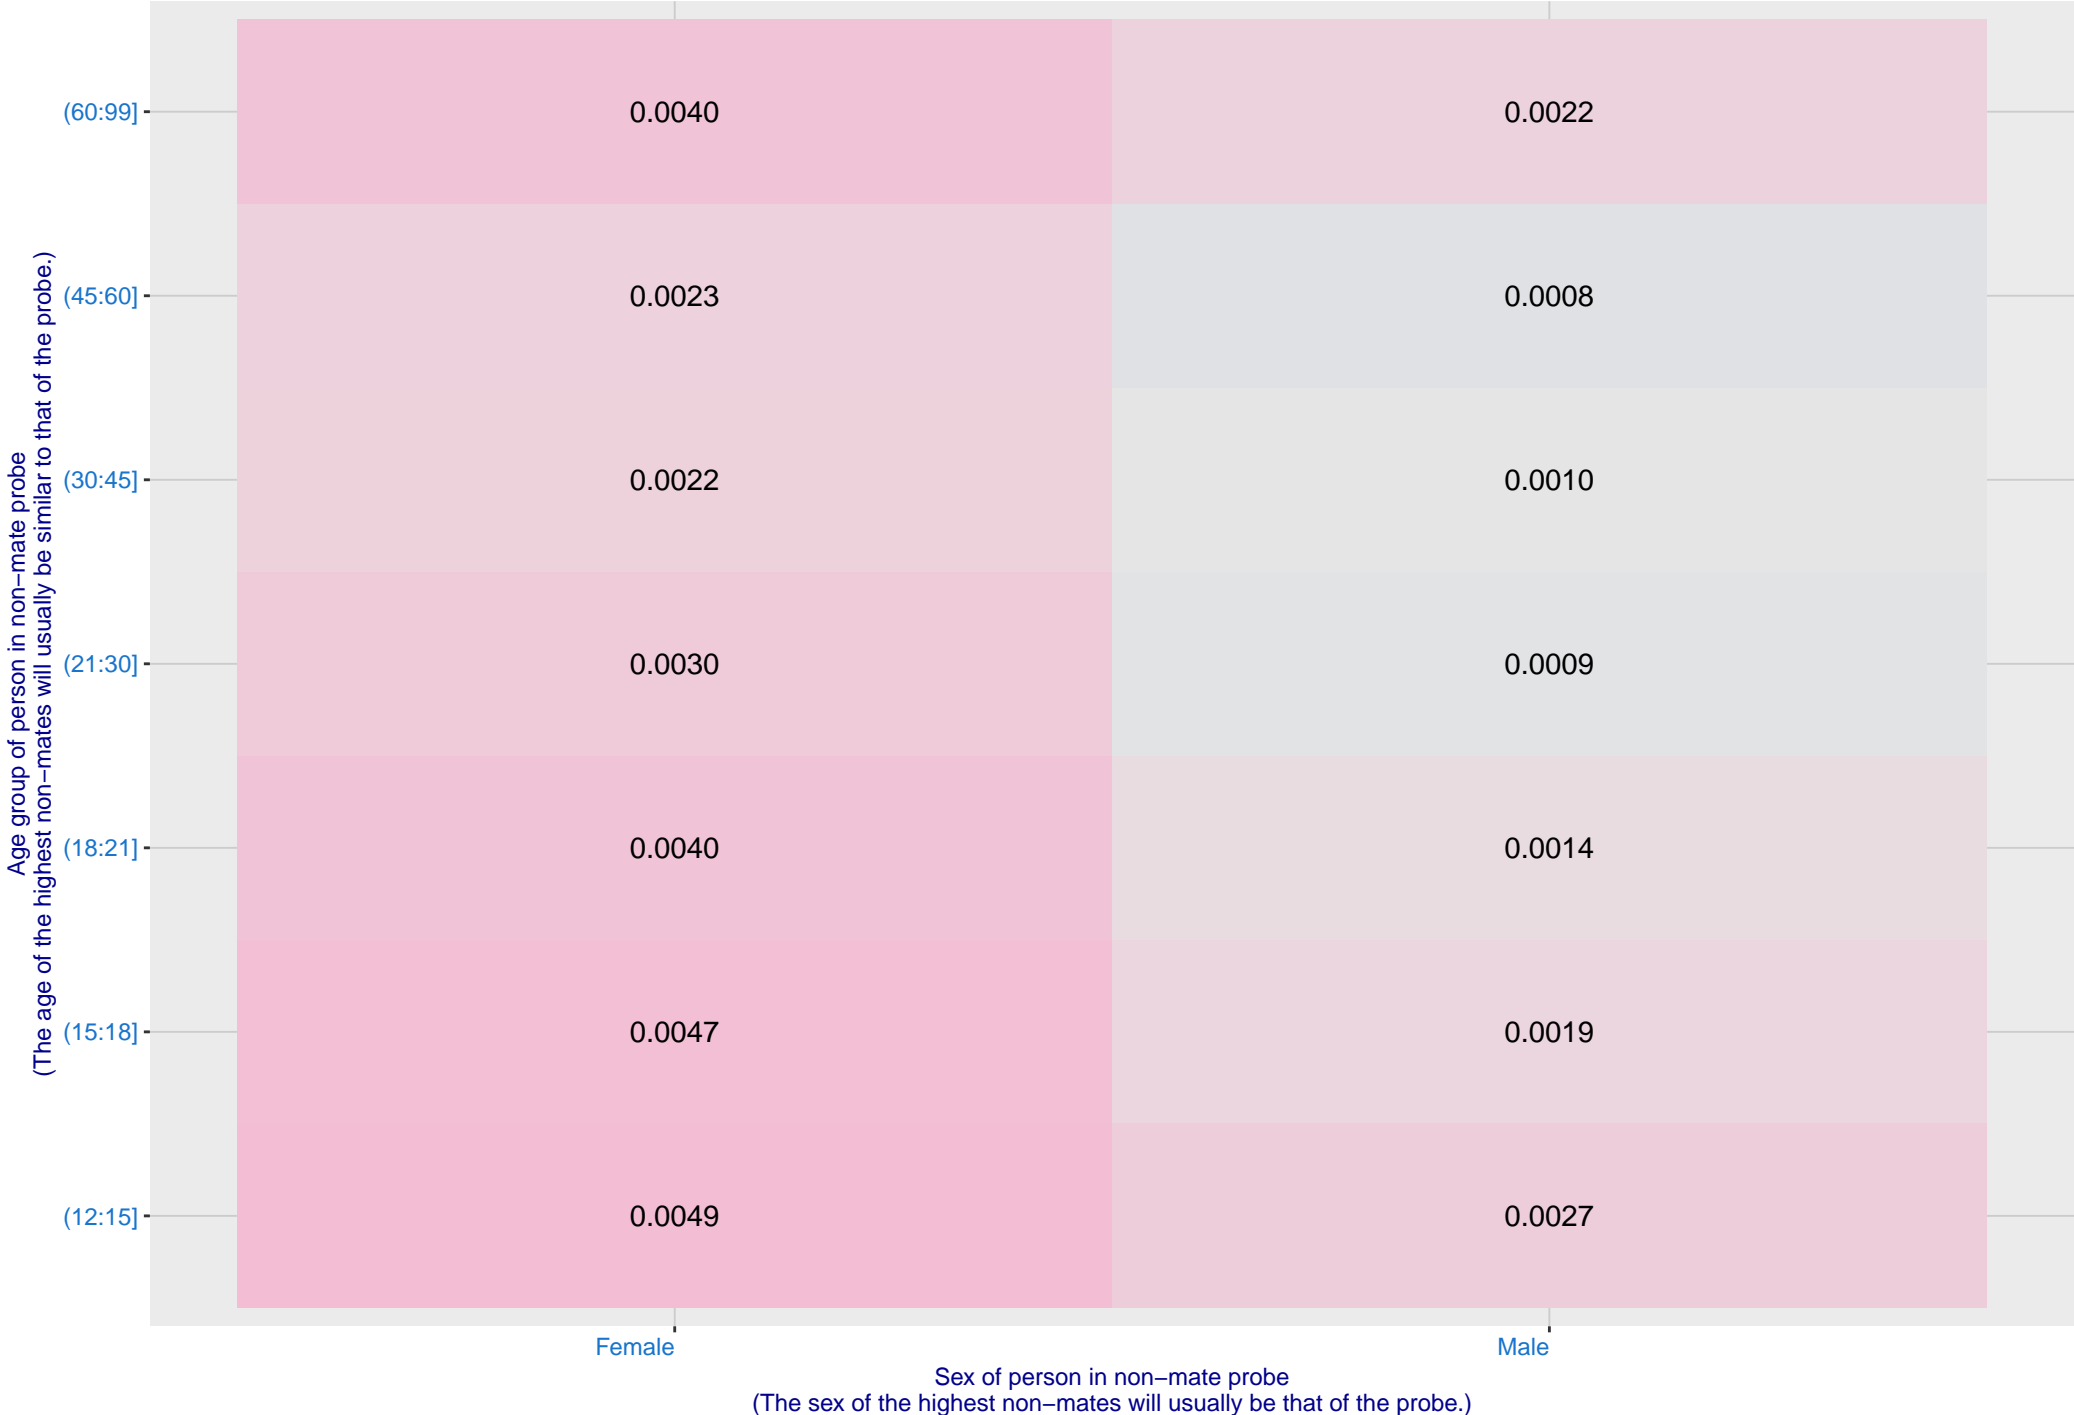 Age group of person in non−mate probe
(The age of the highest non−mates will usually be similar to that of the probe.)
(60:99] 0.0040 0.0022
(45:60] 0.0023 0.0008
(30:45] 0.0022 0.0010
(21:30] 0.0030 0.0009
(18:21] 0.0040 0.0014
(15:18] 0.0047 0.0019
(12:15] 0.0049 0.0027
Female Male
Sex of person in non−mate probe
(The sex of the highest non−mates will usually be that of the probe.)